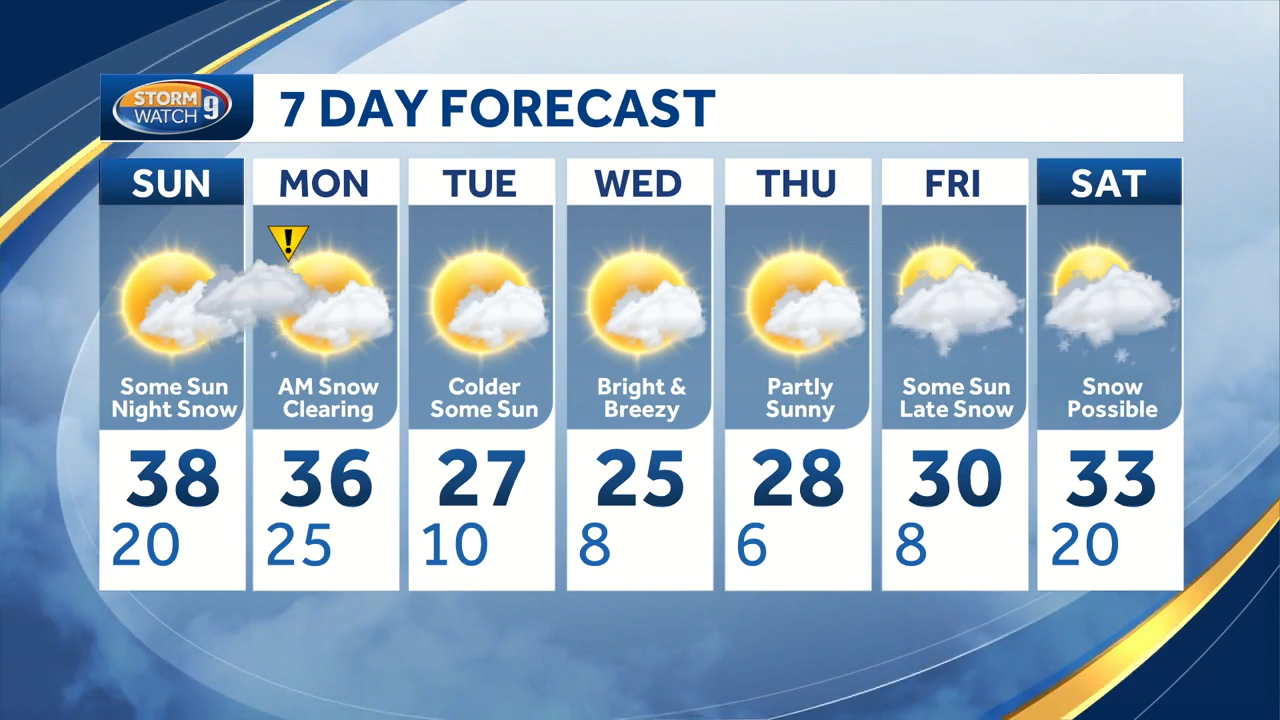 STORM
WATCH 9
7 DAY FORECAST
SUN
MON
TUE
WED
THU
FRI
SAT
!
Some Sun
Night Snow
AM Snow
Clearing
Colder
Some Sun
Bright &
Breezy
Partly
Sunny
Some Sun
Late Snow
Snow
Possible
38
36
27
25
28
30
33
20
25
10
8
6
8
20